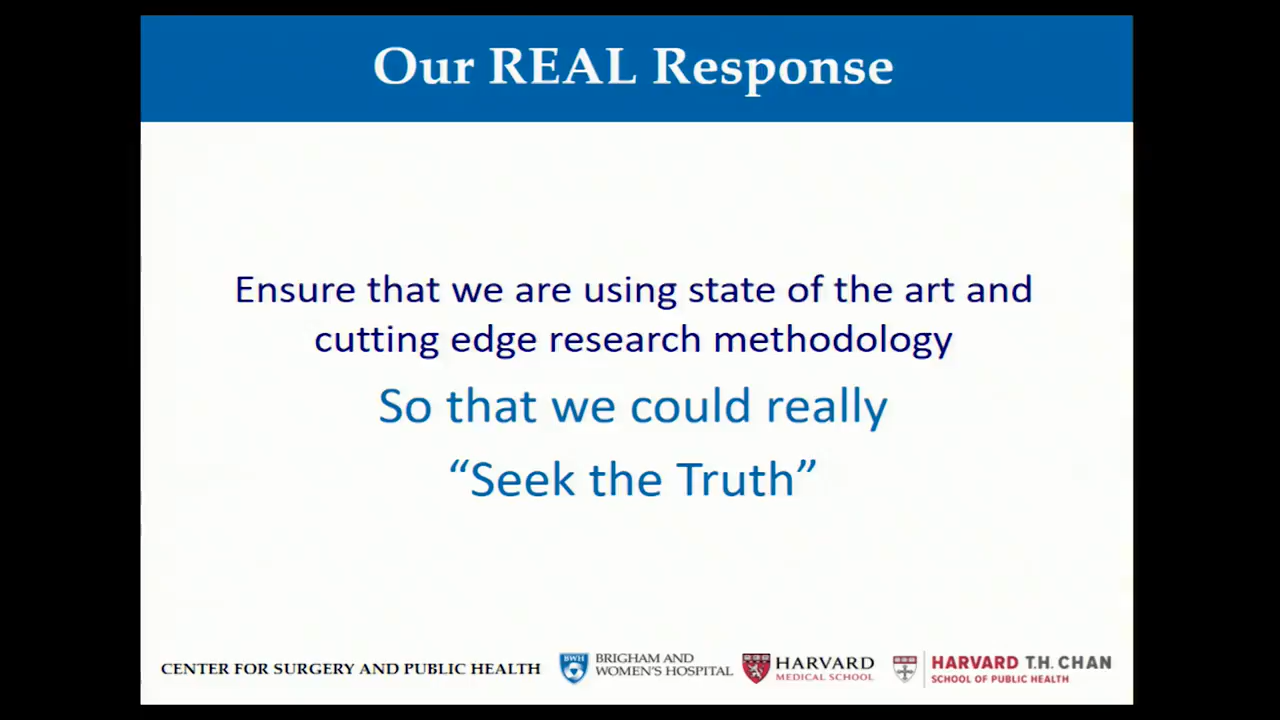 Our REAL Response
Ensure that we are using state of the art and
cutting edge research methodology
So that we could really
“Seek the Truth”
CENTER FOR SURGERY AND PUBLIC HEALTH
BWH
BRIGHAM AND
WOMEN'S HOSPITAL
HARVARD
MEDICAL SCHOOL
HARVARD T.H. CHAN
SCHOOL OF PUBLIC HEALTH